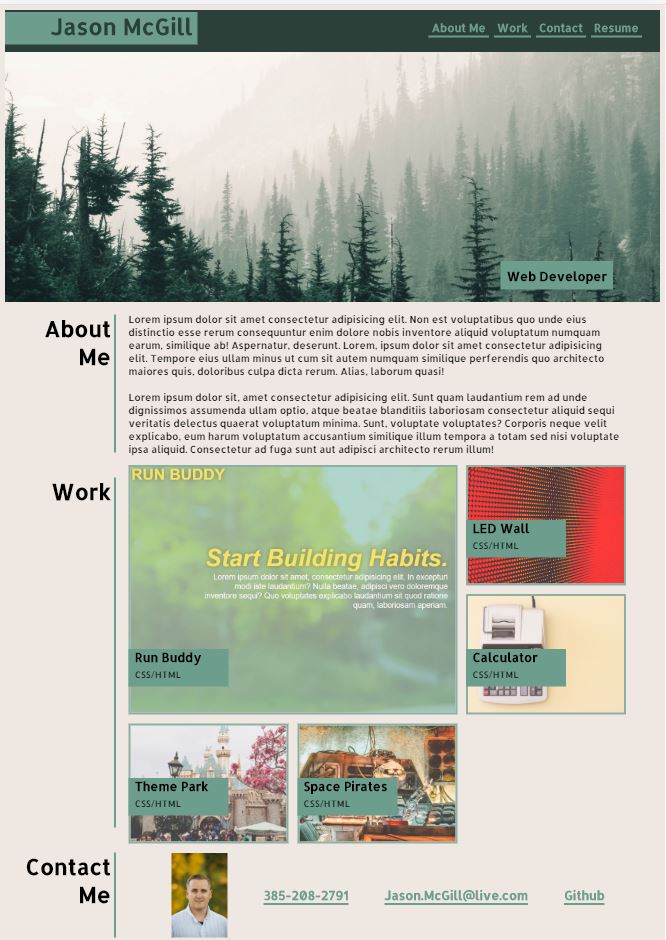 Jason McGill
About Me Work Contact Resume
Web Developer
About
Me
Lorem ipsum dolor sit amet consectetur adipisicing elit. Non est voluptatibus quo unde eius
distinctio esse rerum consequuntur enim dolore nobis inventore aliquid voluptatum numquam
earum, similique ab! Aspernatur, deserunt. Lorem, ipsum dolor sit amet consectetur adipisicing
elit. Tempore eius ullam minus ut cum sit autem numquam similique perferendis quo architecto
maiores quis, doloribus culpa dicta rerum. Alias, laborum quasi!
Lorem ipsum dolor sit, amet consectetur adipisicing elit. Sunt quam laudantium rem ad unde
dignissimos assumenda ullam optio, atque beatae blanditiis laboriosam consectetur aliquid sequi
veritatis delectus quaerat voluptatum minima. Sunt, voluptate voluptates? Corporis neque velit
explicabo, eum harum voluptatum accusantium similique illum tempora a totam sed nisi voluptate
ipsa aliquid. Consectetur ad fuga sunt aut adipisci architecto rerum illum!
Work
RUN BUDDY
Start Building Habits.
Lorem ipsum dolor sit amet, consectetur adipisicing elit. In excepturi
modi iste laudantium? Nulla beatae, adipisci vero doloremque
inventore sequi? Quo voluptates explicabo laudantium sit quod ratione
quam, laboriosam aperiam.
Run Buddy
CSS/HTML
LED Wall
CSS/HTML
Calculator
CSS/HTML
Theme Park
CSS/HTML
Space Pirates
CSS/HTML
Contact
Me
385-208-2791
Jason.McGill@live.com
Github